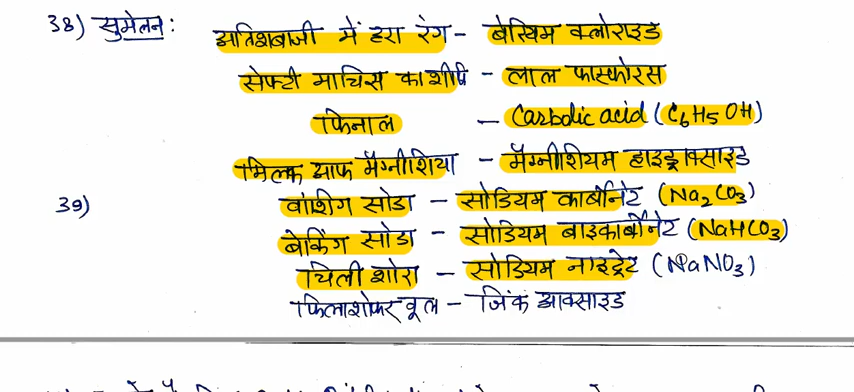 38) सुमेलन:
आतिशबाजी में हरा रंग - बेरियम क्लोराइड
सेफ्टी माचिस का शीर्ष - लाल फास्फोरस
फिनाल - Carbolic acid (C6H5OH)
मिल्क आफ मैग्नीशिया - मैग्नीशियम हाइड्राक्साइड
39) वाशिंग सोडा - सोडियम कार्बोनेट (Na2CO3)
बेकिंग सोडा - सोडियम बाइकार्बोनेट (NaHCO3)
चिली शोरा - सोडियम नाइट्रेट (NaNO3)
फिलाशोफर वूल - जिंक आक्साइड